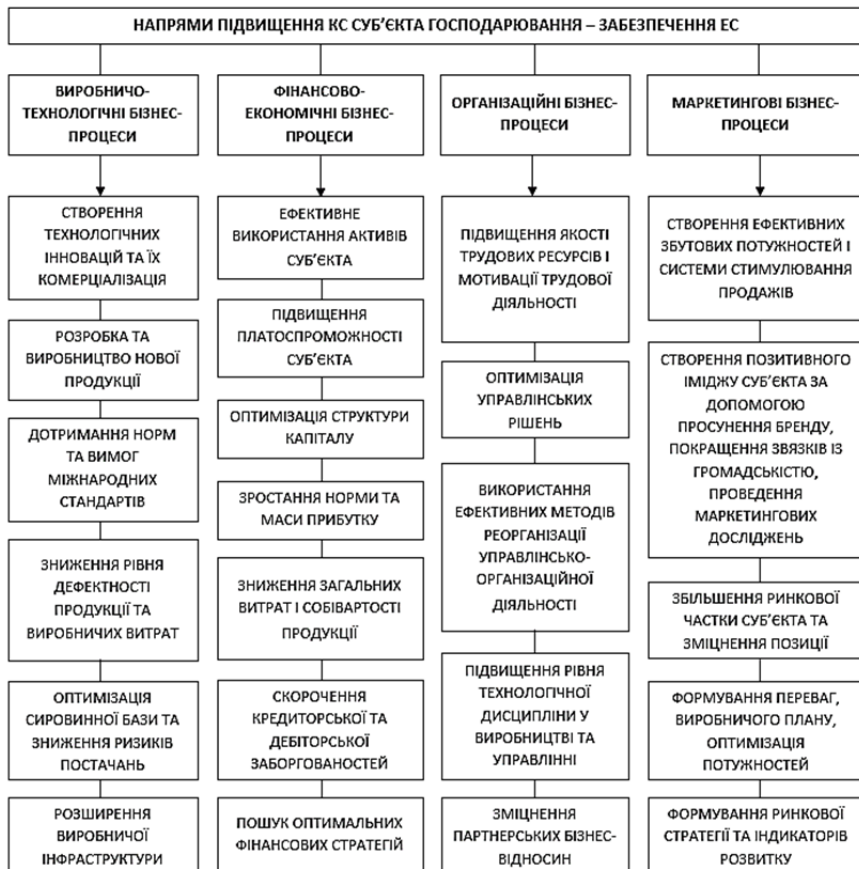 НАПРЯМИ ПІДВИЩЕННЯ КС СУБ’ЄКТА ГОСПОДАРЮВАННЯ – ЗАБЕЗПЕЧЕННЯ ЕС
ВИРОБНИЧО-
ТЕХНОЛОГІЧНІ БІЗНЕС-
ПРОЦЕСИ
СТВОРЕННЯ
ТЕХНОЛОГІЧНИХ
ІННОВАЦІЙ ТА ЇХ
КОМЕРЦІАЛІЗАЦІЯ
РОЗРОБКА ТА
ВИРОБНИЦТВО НОВОЇ
ПРОДУКЦІЇ
ДОТРИМАННЯ НОРМ
ТА ВИМОГ
МІЖНАРОДНИХ
СТАНДАРТІВ
ЗНИЖЕННЯ РІВНЯ
ДЕФЕКТНОСТІ
ПРОДУКЦІЇ ТА
ВИРОБНИЧИХ ВИТРАТ
ОПТИМІЗАЦІЯ
СИРОВИННОЇ БАЗИ ТА
ЗНИЖЕННЯ РИЗИКІВ
ПОСТАЧАНЬ
РОЗШИРЕННЯ
ВИРОБНИЧОЇ
ІНФРАСТРУКТУРИ
ФІНАНСОВО-
ЕКОНОМІЧНІ БІЗНЕС-
ПРОЦЕСИ
ЕФЕКТИВНЕ
ВИКОРИСТАННЯ АКТИВІВ
СУБ’ЄКТА
ПІДВИЩЕННЯ
ПЛАТОСПРОМОЖНОСТІ
СУБ’ЄКТА
ОПТИМІЗАЦІЯ СТРУКТУРИ
КАПІТАЛУ
ЗРОСТАННЯ НОРМИ ТА
МАСИ ПРИБУТКУ
ЗНИЖЕННЯ ЗАГАЛЬНИХ
ВИТРАТ І СОБІВАРТОСТІ
ПРОДУКЦІЇ
СКОРОЧЕННЯ
КРЕДИТОРСЬКОЇ ТА
ДЕБІТОРСЬКОЇ
ЗАБОРГОВАНОСТЕЙ
ПОШУК ОПТИМАЛЬНИХ
ФІНАНСОВИХ СТРАТЕГІЙ
ОРГАНІЗАЦІЙНІ БІЗНЕС-
ПРОЦЕСИ
ПІДВИЩЕННЯ ЯКОСТІ
ТРУДОВИХ РЕСУРСІВ І
МОТИВАЦІЇ ТРУДОВОЇ
ДІЯЛЬНОСТІ
ОПТИМІЗАЦІЯ
УПРАВЛІНСЬКИХ
РІШЕНЬ
ВИКОРИСТАННЯ
ЕФЕКТИВНИХ МЕТОДІВ
РЕОРГАНІЗАЦІЇ
УПРАВЛІНСЬКО-
ОРГАНІЗАЦІЙНОЇ
ДІЯЛЬНОСТІ
ПІДВИЩЕННЯ РІВНЯ
ТЕХНОЛОГІЧНОЇ
ДИСЦИПЛІНИ У
ВИРОБНИЦТВІ ТА
УПРАВЛІННІ
ЗМІЦНЕННЯ
ПАРТНЕРСЬКИХ БІЗНЕС-
ВІДНОСИН
МАРКЕТИНГОВІ БІЗНЕС-
ПРОЦЕСИ
СТВОРЕННЯ ЕФЕКТИВНИХ
ЗБУТОВИХ ПОТУЖНОСТЕЙ І
СИСТЕМИ СТИМУЛЮВАННЯ
ПРОДАЖІВ
СТВОРЕННЯ ПОЗИТИВНОГО
ІМІДЖУ СУБ’ЄКТА ЗА
ДОПОМОГОЮ
ПРОСУНЕННЯ БРЕНДУ,
ПОКРАЩЕННЯ ЗВЯЗКІВ ІЗ
ГРОМАДСЬКІСТЮ,
ПРОВЕДЕННЯ
МАРКЕТИНГОВИХ
ДОСЛІДЖЕНЬ
ЗБІЛЬШЕННЯ РИНКОВОЇ
ЧАСТКИ СУБ’ЄКТА ТА
ЗМІЦНЕННЯ ПОЗИЦІЇ
ФОРМУВАННЯ ПЕРЕВАГ,
ВИРОБНИЧОГО ПЛАНУ,
ОПТИМІЗАЦІЯ
ПОТУЖНОСТЕЙ
ФОРМУВАННЯ РИНКОВОЇ
СТРАТЕГІЇ ТА ІНДИКАТОРІВ
РОЗВИТКУ